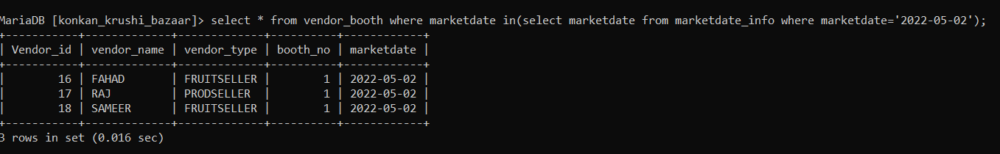 MariaDB [konkan_krushi_bazaar]> select * from vendor_booth where marketdate in(select marketdate from marketdate_info where marketdate='2022-05-02');
+-----------+-------------+-------------+----------+------------+
| Vendor_id | vendor_name | vendor_type | booth_no | marketdate |
+-----------+-------------+-------------+----------+------------+
|        16 | FAHAD       | FRUITSELLER |        1 | 2022-05-02 |
|        17 | RAJ         | PRODSELLER  |        1 | 2022-05-02 |
|        18 | SAMEER      | FRUITSELLER |        1 | 2022-05-02 |
+-----------+-------------+-------------+----------+------------+
3 rows in set (0.016 sec)